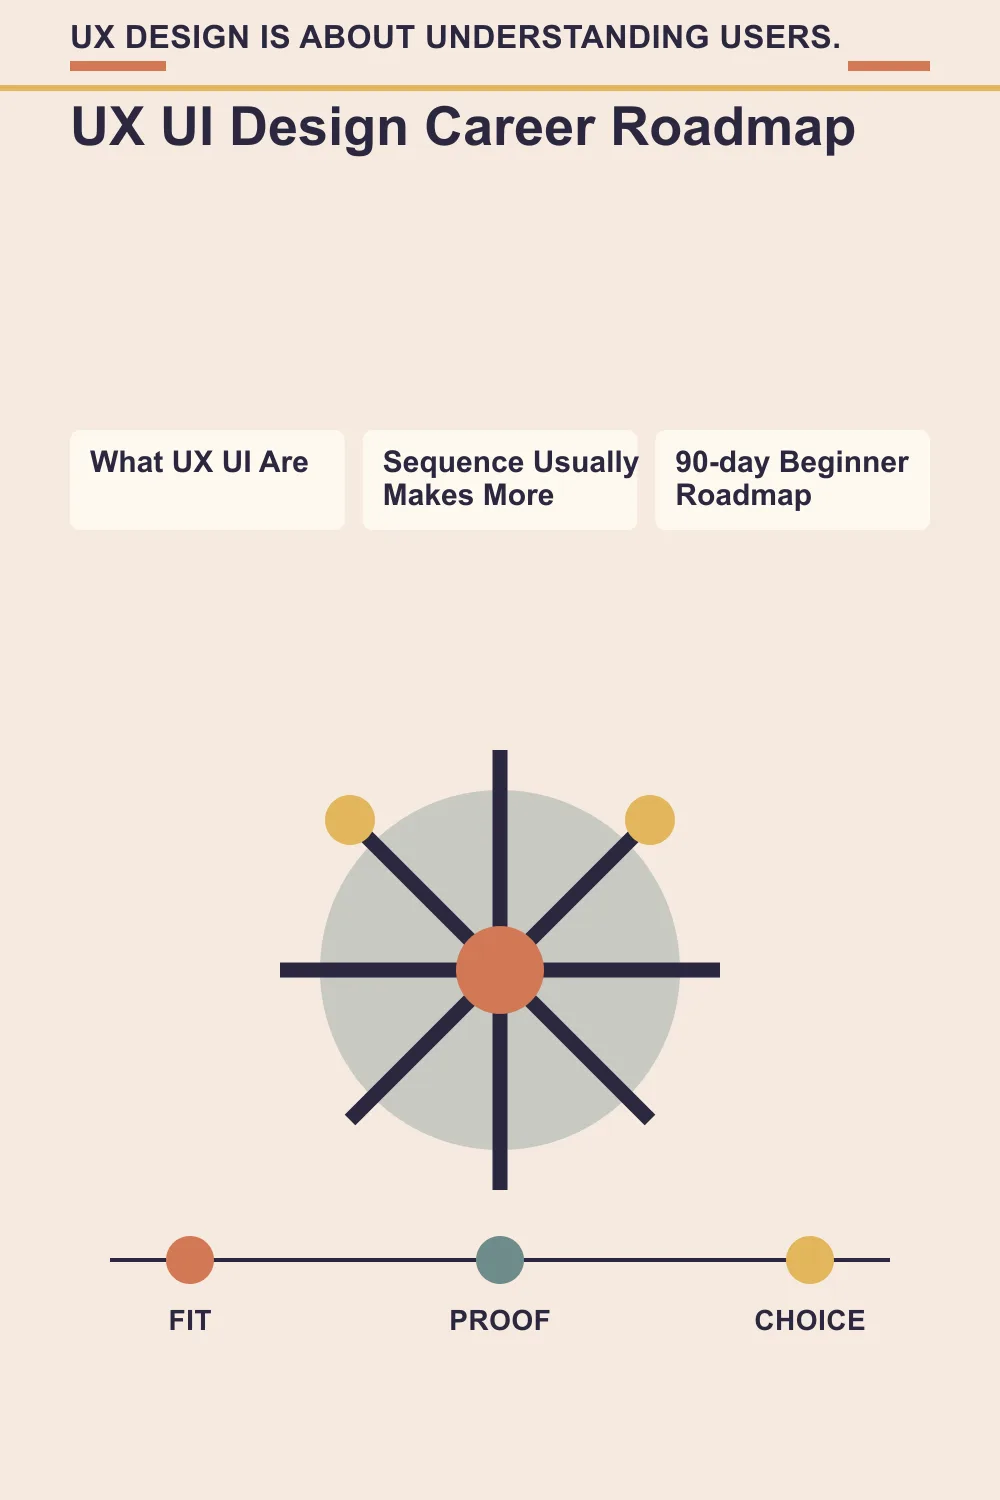 UX DESIGN IS ABOUT UNDERSTANDING USERS.
UX UI Design Career Roadmap
What UX UI Are
Sequence Usually
Makes More
90-day Beginner
Roadmap
FIT
PROOF
CHOICE